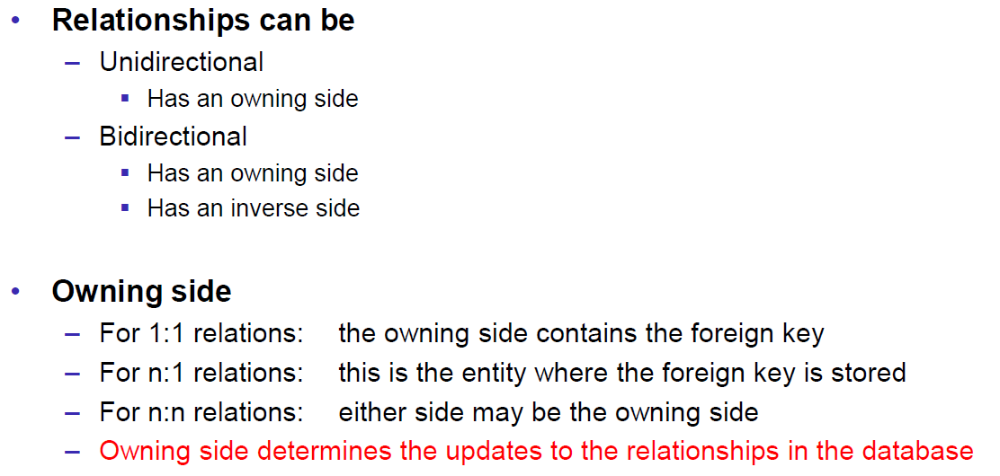 • Relationships can be
– Unidirectional
▪ Has an owning side
– Bidirectional
▪ Has an owning side
▪ Has an inverse side
• Owning side
– For 1:1 relations: the owning side contains the foreign key
– For n:1 relations: this is the entity where the foreign key is stored
– For n:n relations: either side may be the owning side
– Owning side determines the updates to the relationships in the database